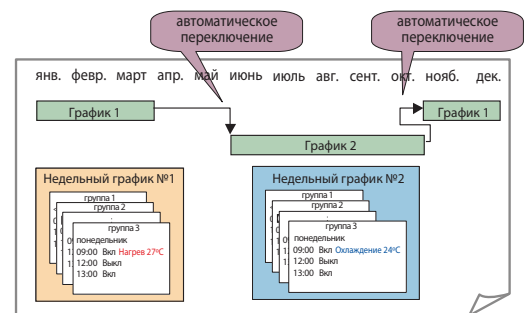 автоматическое
переключение
автоматическое
переключение
янв. февр. март апр. май июнь июль авг. сент. окт. нояб. дек.
График 1
График 1
График 2
Недельный график №1
группа 1
группа 2
группа 3
понедельник
09:00 Вкл Нагрев 27ºC
12:00 Выкл
13:00 Вкл
Недельный график №2
группа 1
группа 2
группа 3
понедельник
09:00 Вкл Охлаждение 24ºC
12:00 Выкл
13:00 Вкл